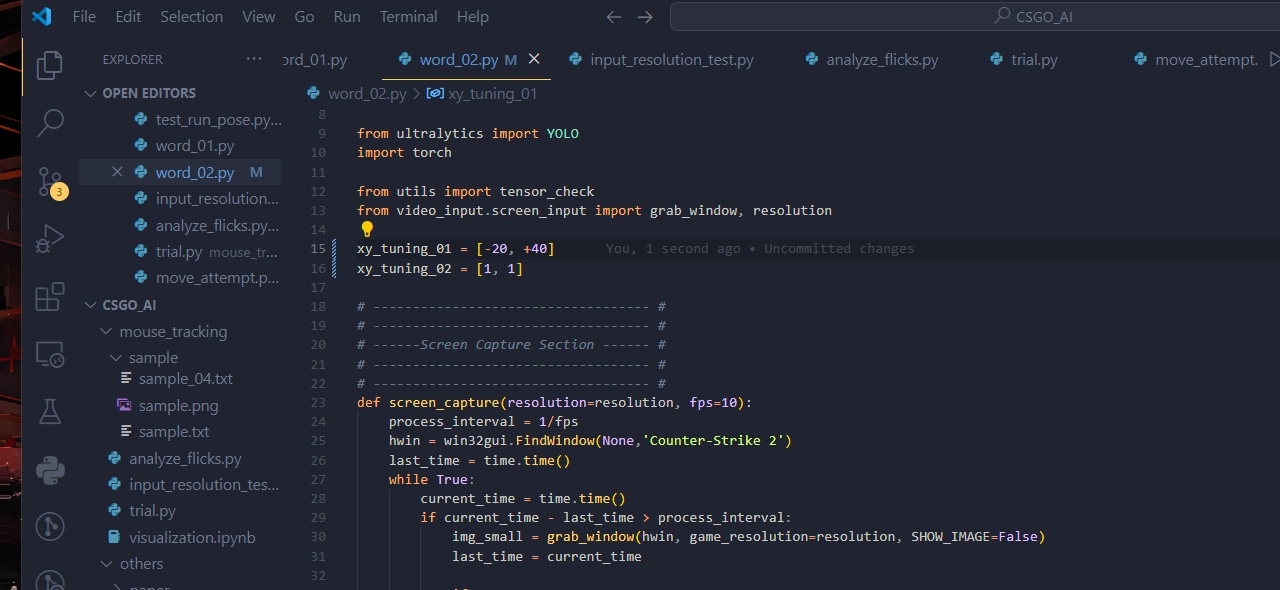 File Edit Selection View Go Run Terminal Help
CSGO_AI
EXPLORER ···
ord_01.py word_02.py M input_resolution_test.py analyze_flicks.py trial.py move_attempt.
OPEN EDITORS
test_run_pose.py...
word_01.py
word_02.py M
input_resolution...
analyze_flicks.py...
trial.py mouse_tr...
move_attempt.p...
CSGO_AI
mouse_tracking
sample
sample_04.txt
sample.png
sample.txt
analyze_flicks.py
input_resolution_tes...
trial.py
visualization.ipynb
others
3
word_02.py > xy_tuning_01
8
9 from ultralytics import YOLO
10 import torch
11
12 from utils import tensor_check
13 from video_input.screen_input import grab_window, resolution
14
15 xy_tuning_01 = [-20, +40] You, 1 second ago • Uncommitted changes
16 xy_tuning_02 = [1, 1]
17
18 # ----------------------------------- #
19 # ----------------------------------- #
20 # ------Screen Capture Section ------ #
21 # ----------------------------------- #
22 # ----------------------------------- #
23 def screen_capture(resolution=resolution, fps=10):
24 process_interval = 1/fps
25 hwin = win32gui.FindWindow(None,'Counter-Strike 2')
26 last_time = time.time()
27 while True:
28 current_time = time.time()
29 if current_time - last_time > process_interval:
30 img_small = grab_window(hwin, game_resolution=resolution, SHOW_IMAGE=False)
31 last_time = current_time
32